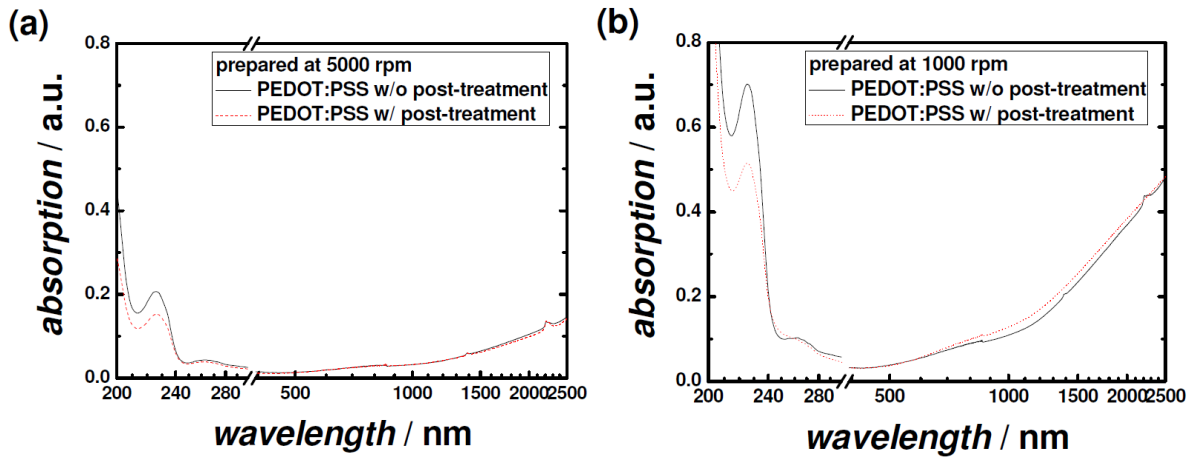 (a)
0.8
0.6
0.4
0.2
0.0
absorption / a.u.
prepared at 5000 rpm
PEDOT:PSS w/o post-treatment
PEDOT:PSS w/ post-treatment
200 240 280 500 1000 1500 2000 2500
wavelength / nm
(b)
0.8
0.6
0.4
0.2
0.0
absorption / a.u.
prepared at 1000 rpm
PEDOT:PSS w/o post-treatment
PEDOT:PSS w/ post-treatment
200 240 280 500 1000 1500 2000 2500
wavelength / nm